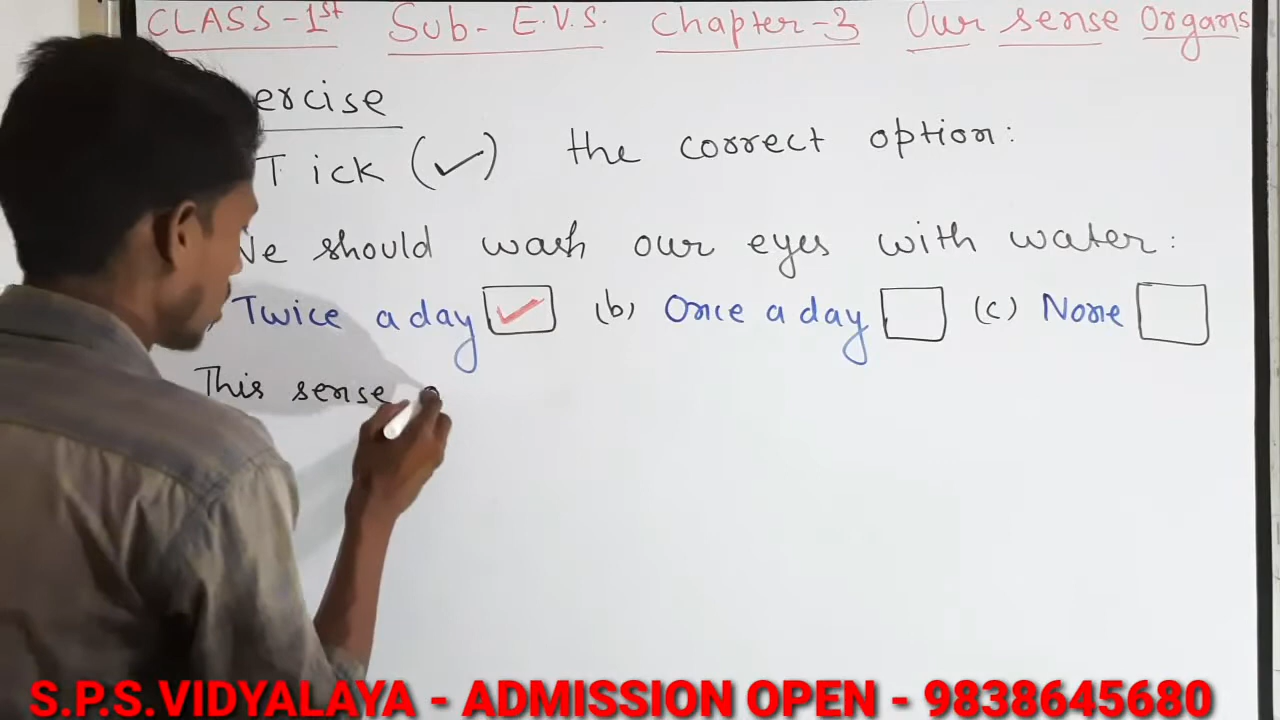 CLASS-1st Sub- E.V.S. Chapter-3 Our sense Organs
ercise
Tick (✓) the correct option:
We should wash our eyes with water:
Twice a day ✓ (b) Once a day (c) None
This sense
S.P.S.VIDYALAYA - ADMISSION OPEN - 9838645680